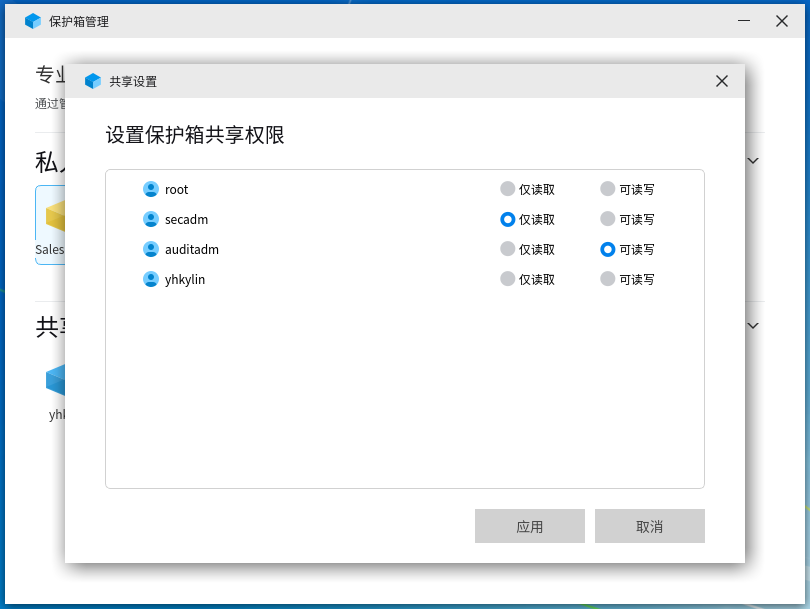 保护箱管理
专业
通过管
私人
Sales
共享
yhk
共享设置
设置保护箱共享权限
root 仅读取 可读写
secadm 仅读取 可读写
auditadm 仅读取 可读写
yhkylin 仅读取 可读写
应用 取消